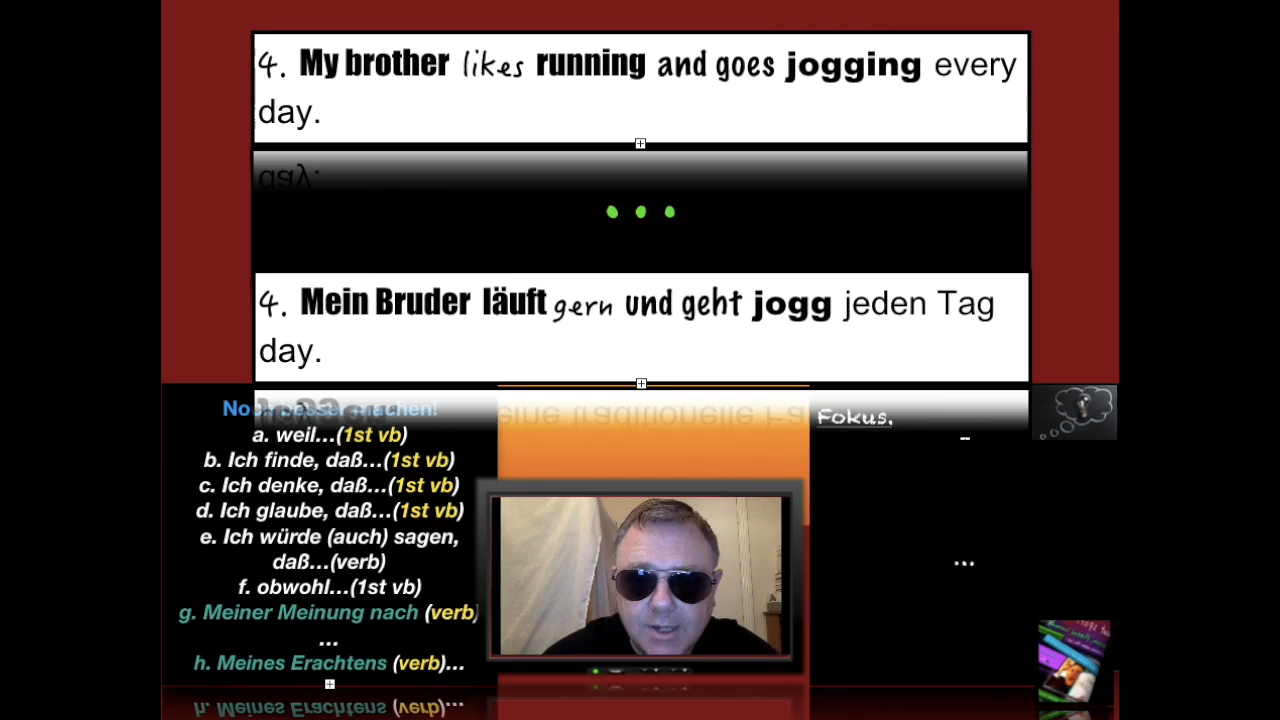 4. My brother likes running and goes jogging every
day.
4. Mein Bruder läuft gern und geht jogg jeden Tag
day.
a. weil...(1st vb)
b. Ich finde, daß...(1st vb)
c. Ich denke, daß...(1st vb)
d. Ich glaube, daß...(1st vb)
e. Ich würde (auch) sagen,
daß...(verb)
f. obwohl...(1st vb)
g. Meiner Meinung nach (verb)
...
h. Meines Erachtens (verb)...
Fokus.
...